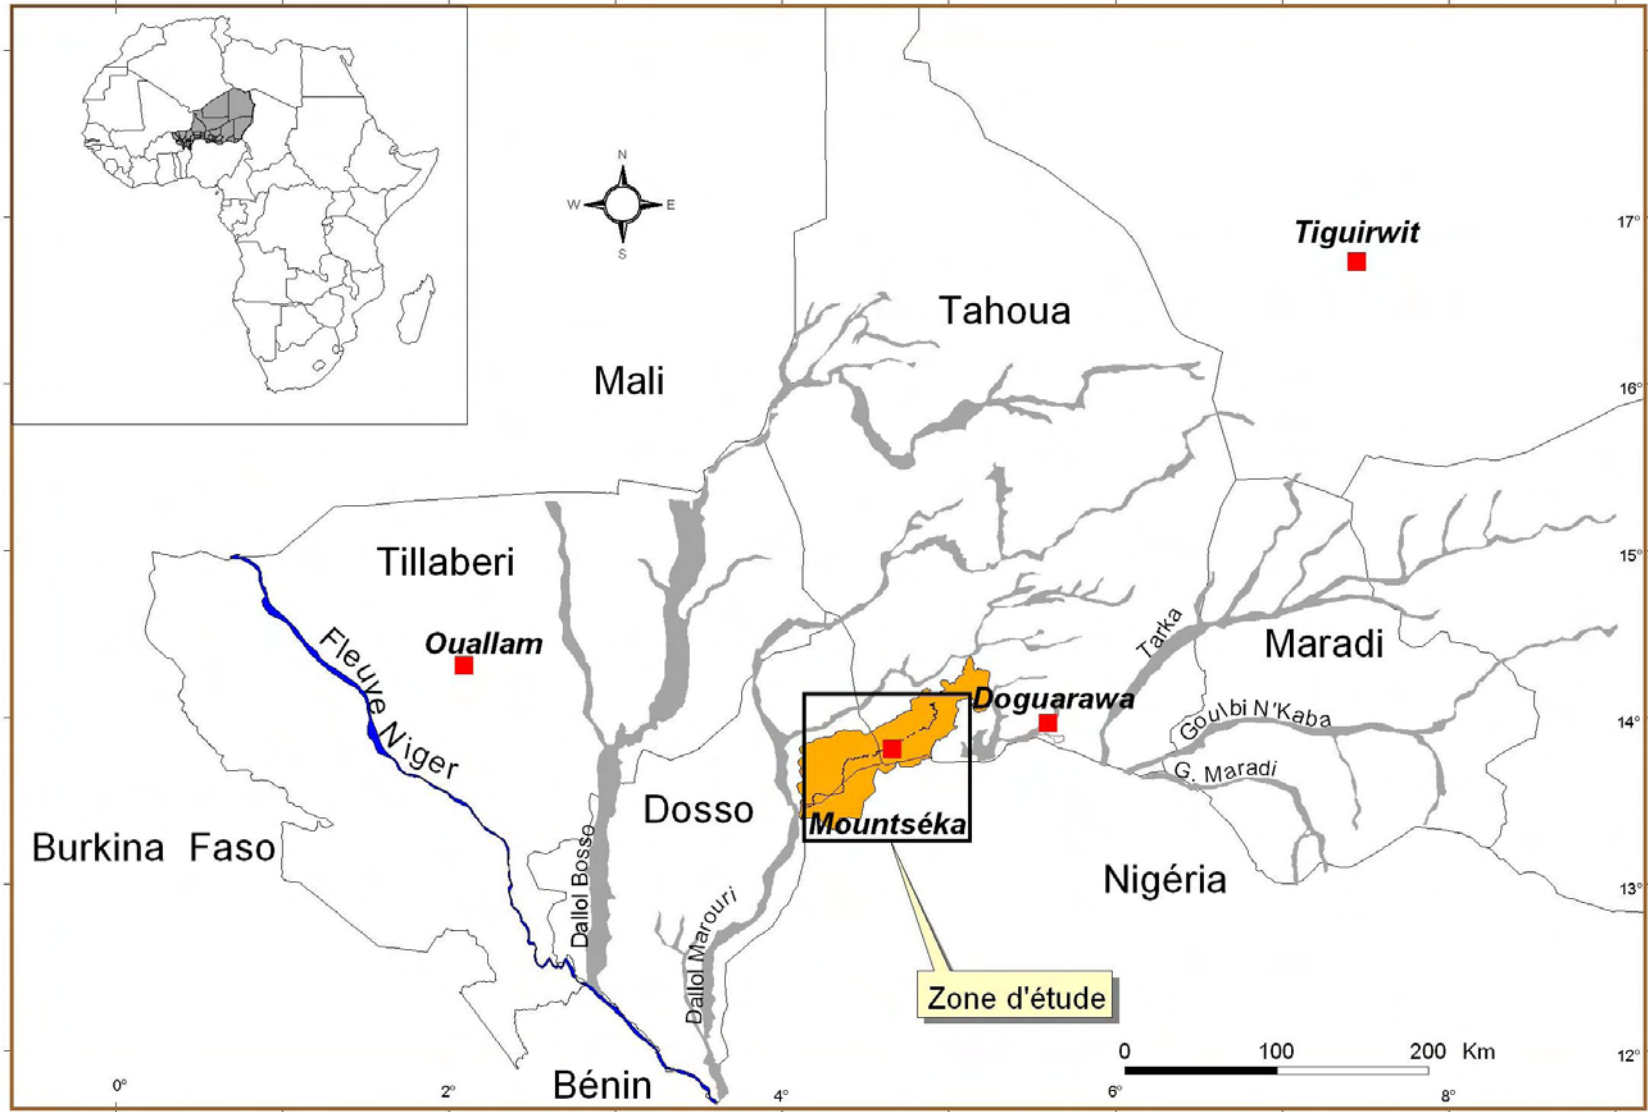 N
W
E
S
Tiguirwit
17°
Tahoua
Mali
16°
Tillaberi
15°
Ouallam
Fleuve Niger
Tarka
Maradi
Doguarawa
Goulbi N'Kaba
14°
G. Maradi
Dosso
Mountséka
Burkina Faso
Dallol Bosso
Nigéria
13°
Dallol Marouri
Zone d'étude
0
100
200
Km
12°
Bénin
0°
2°
4°
6°
8°